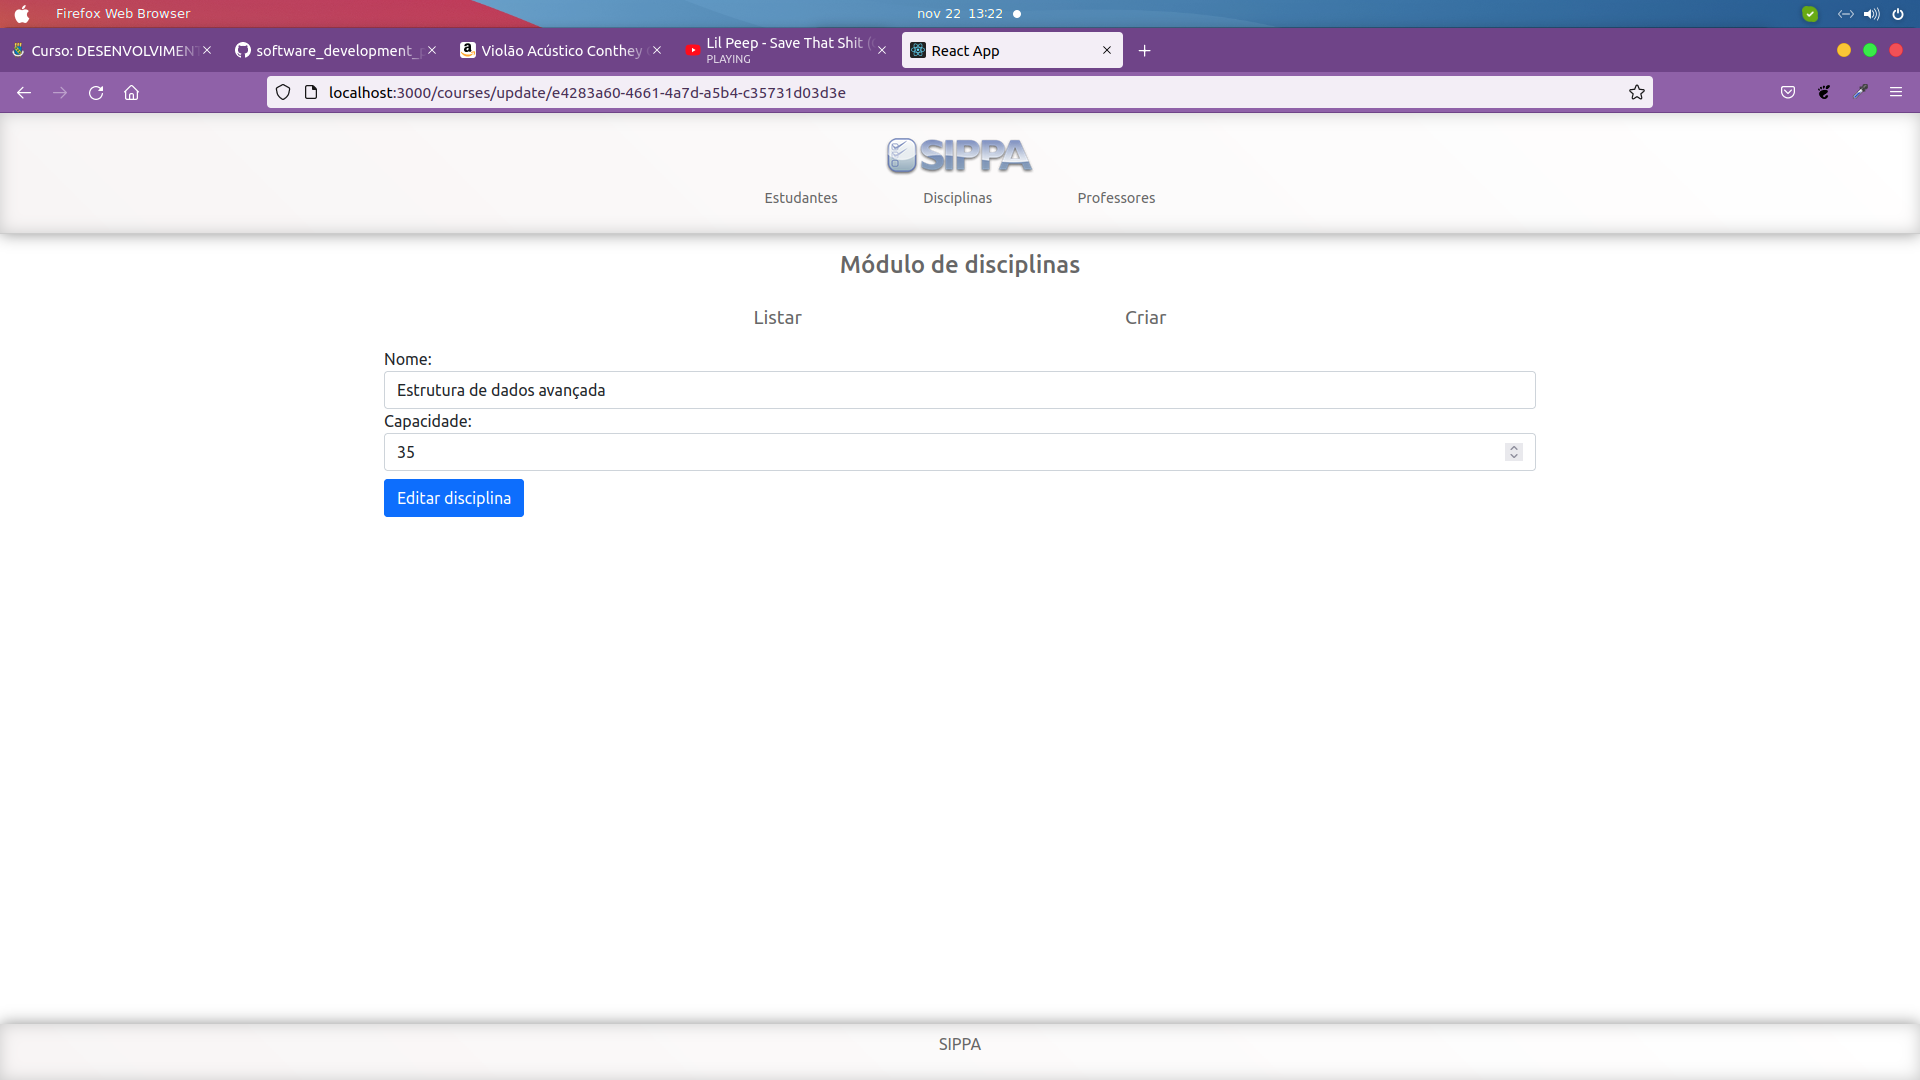 Firefox Web Browser
nov 22 13:22
Curso: DESENVOLVIMEN
software_development_
Violão Acústico Conthey
Lil Peep - Save That Shit
PLAYING
React App
localhost:3000/courses/update/e4283a60-4661-4a7d-a5b4-c35731d03d3e
SIPPA
Estudantes
Disciplinas
Professores
Módulo de disciplinas
Listar
Criar
Nome:
Estrutura de dados avançada
Capacidade:
35
Editar disciplina
SIPPA